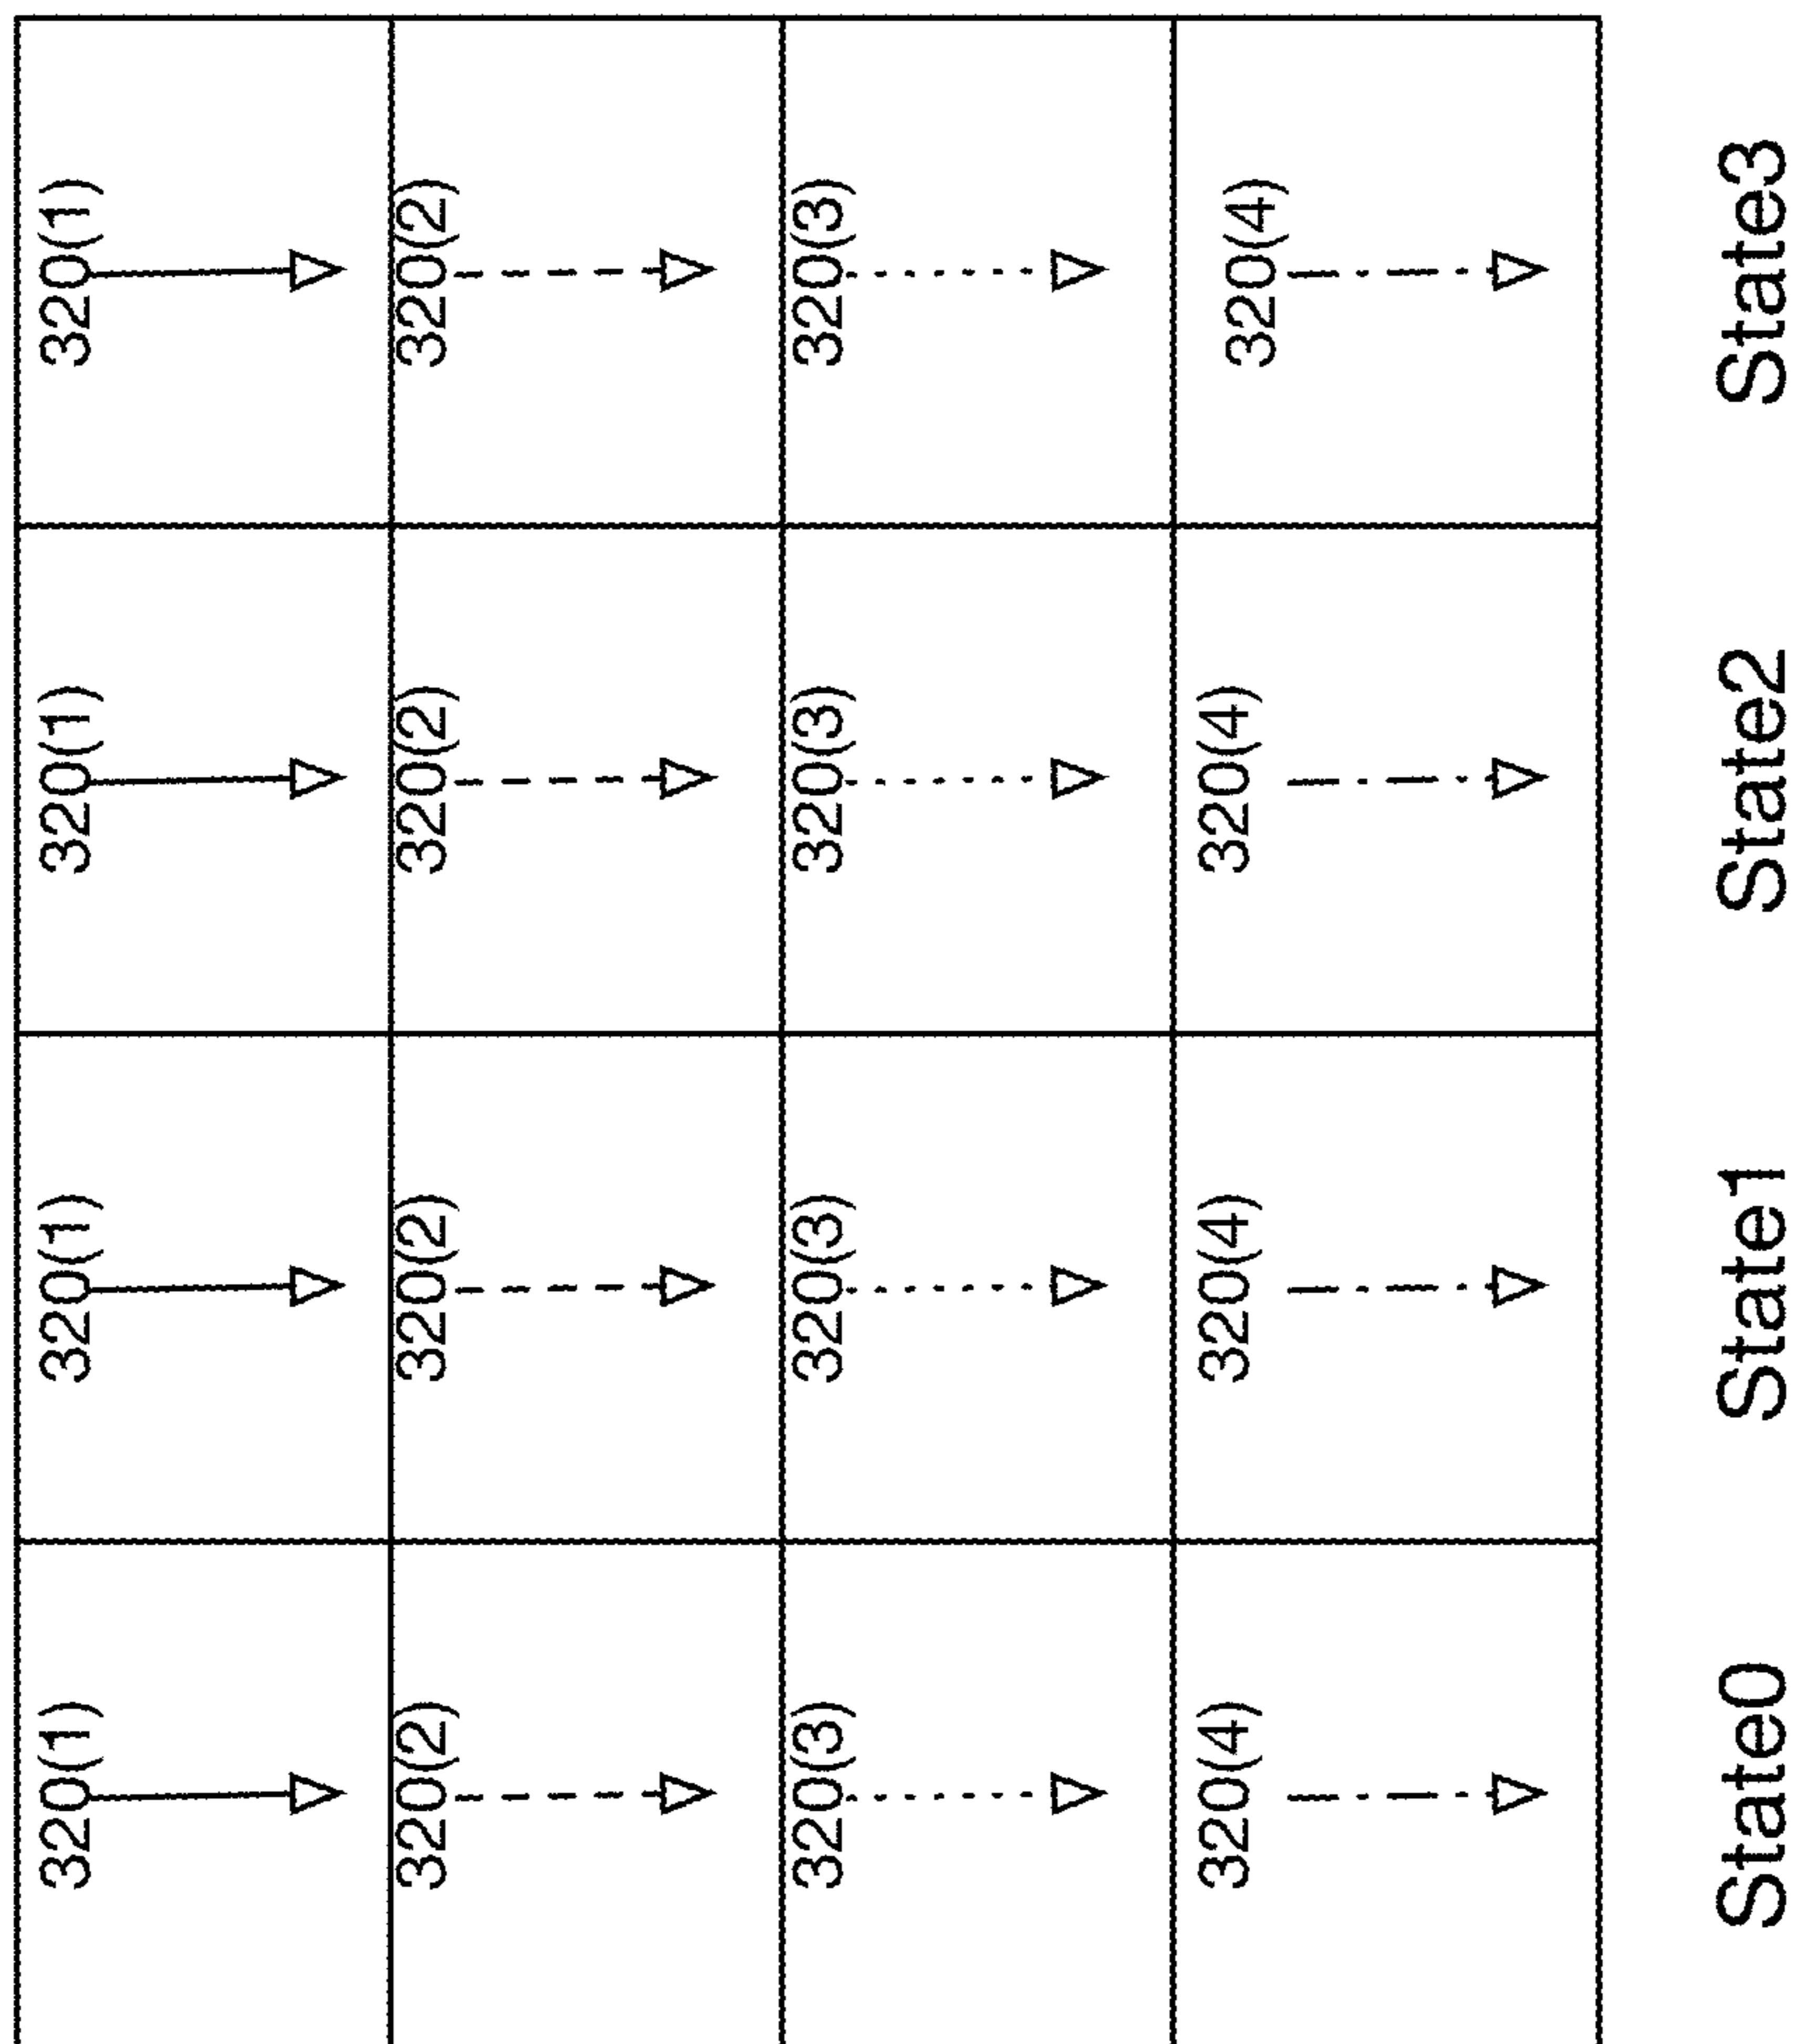 320(1) 320(1) 320(1) 320(1)
320(2) 320(2) 320(2) 320(2)
320(3) 320(3) 320(3) 320(3)
320(4) 320(4) 320(4) 320(4)
State0 State1 State2 State3